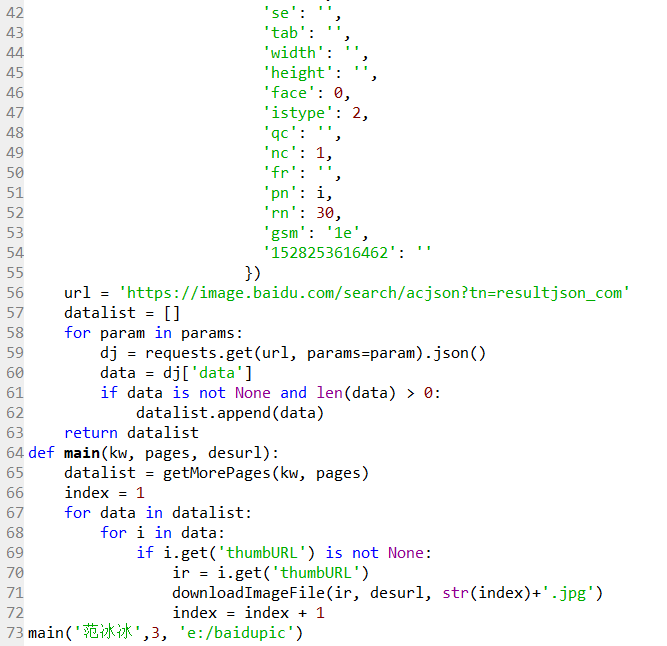 42                          'se': '',
43                          'tab': '',
44                          'width': '',
45                          'height': '',
46                          'face': 0,
47                          'istype': 2,
48                          'qc': '',
49                          'nc': 1,
50                          'fr': '',
51                          'pn': i,
52                          'rn': 30,
53                          'gsm': '1e',
54                          '1528253616462': ''
55                        })
56    url = 'https://image.baidu.com/search/acjson?tn=resultjson_com'
57    datalist = []
58    for param in params:
59        dj = requests.get(url, params=param).json()
60        data = dj['data']
61        if data is not None and len(data) > 0:
62            datalist.append(data)
63    return datalist
64def main(kw, pages, desurl):
65    datalist = getMorePages(kw, pages)
66    index = 1
67    for data in datalist:
68        for i in data:
69            if i.get('thumbURL') is not None:
70                ir = i.get('thumbURL')
71                downloadImageFile(ir, desurl, str(index)+'.jpg')
72                index = index + 1
73main('范冰冰',3, 'e:/baidupic')